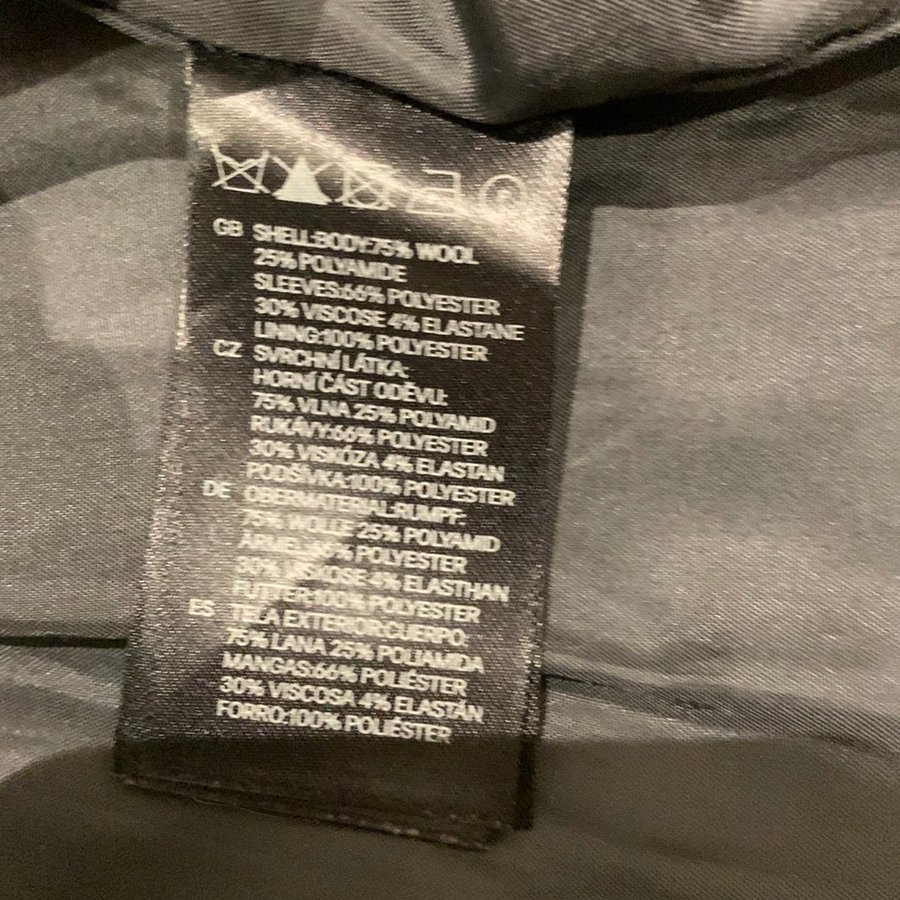 GB SHELL:BODY:75% WOOL
25% POLYAMIDE
SLEEVES:66% POLYESTER
30% VISCOSE 4% ELASTANE
LINING:100% POLYESTER
CZ SVRCHNÍ LÁTKA:
HORNÍ ČÁST ODĚVU:
75% VLNA 25% POLYAMID
RUKÁVY:66% POLYESTER
30% VISKÓZA 4% ELASTAN
PODŠÍVKA:100% POLYESTER
DE OBERMATERIAL:RUMPF:
75% WOLLE 25% POLYAMID
ÄRMEL:66% POLYESTER
30% VISKOSE 4% ELASTHAN
FUTTER:100% POLYESTER
ES TELA EXTERIOR:CUERPO:
75% LANA 25% POLIAMIDA
MANGAS:66% POLIÉSTER
30% VISCOSA 4% ELASTÁN
FORRO:100% POLIÉSTER